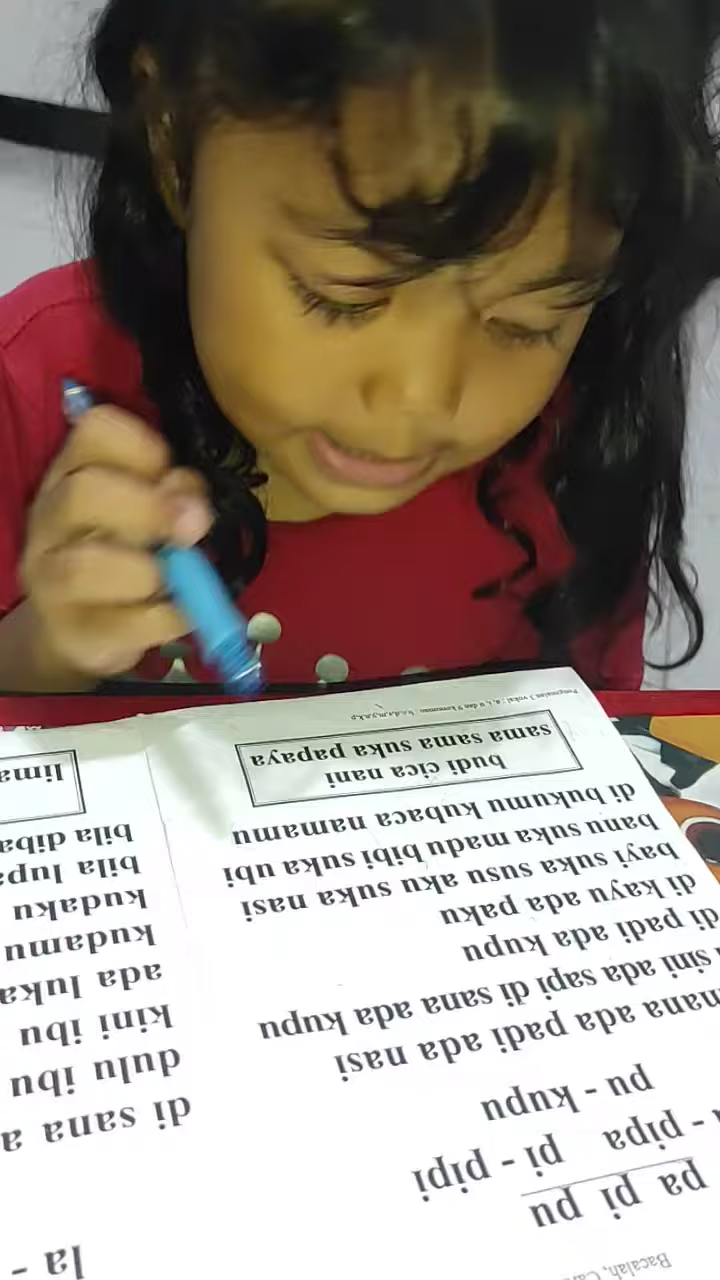 pa pi pu
pipa pi - pipi
pu - kupu
mana ada padi ada nasi
sini ada sapi di sana ada kupu
di padi ada kupu
di kayu ada paku
bayi suka susu aku suka nasi
banu suka madu bibi suka ubi
di bukumu kubaca namamu
budi cica nani
sama sama suka papaya
la -
di sana a
dulu ibu
kini ibu
ada luka
kudamu
kudaku
bila lup
bila diba
lima